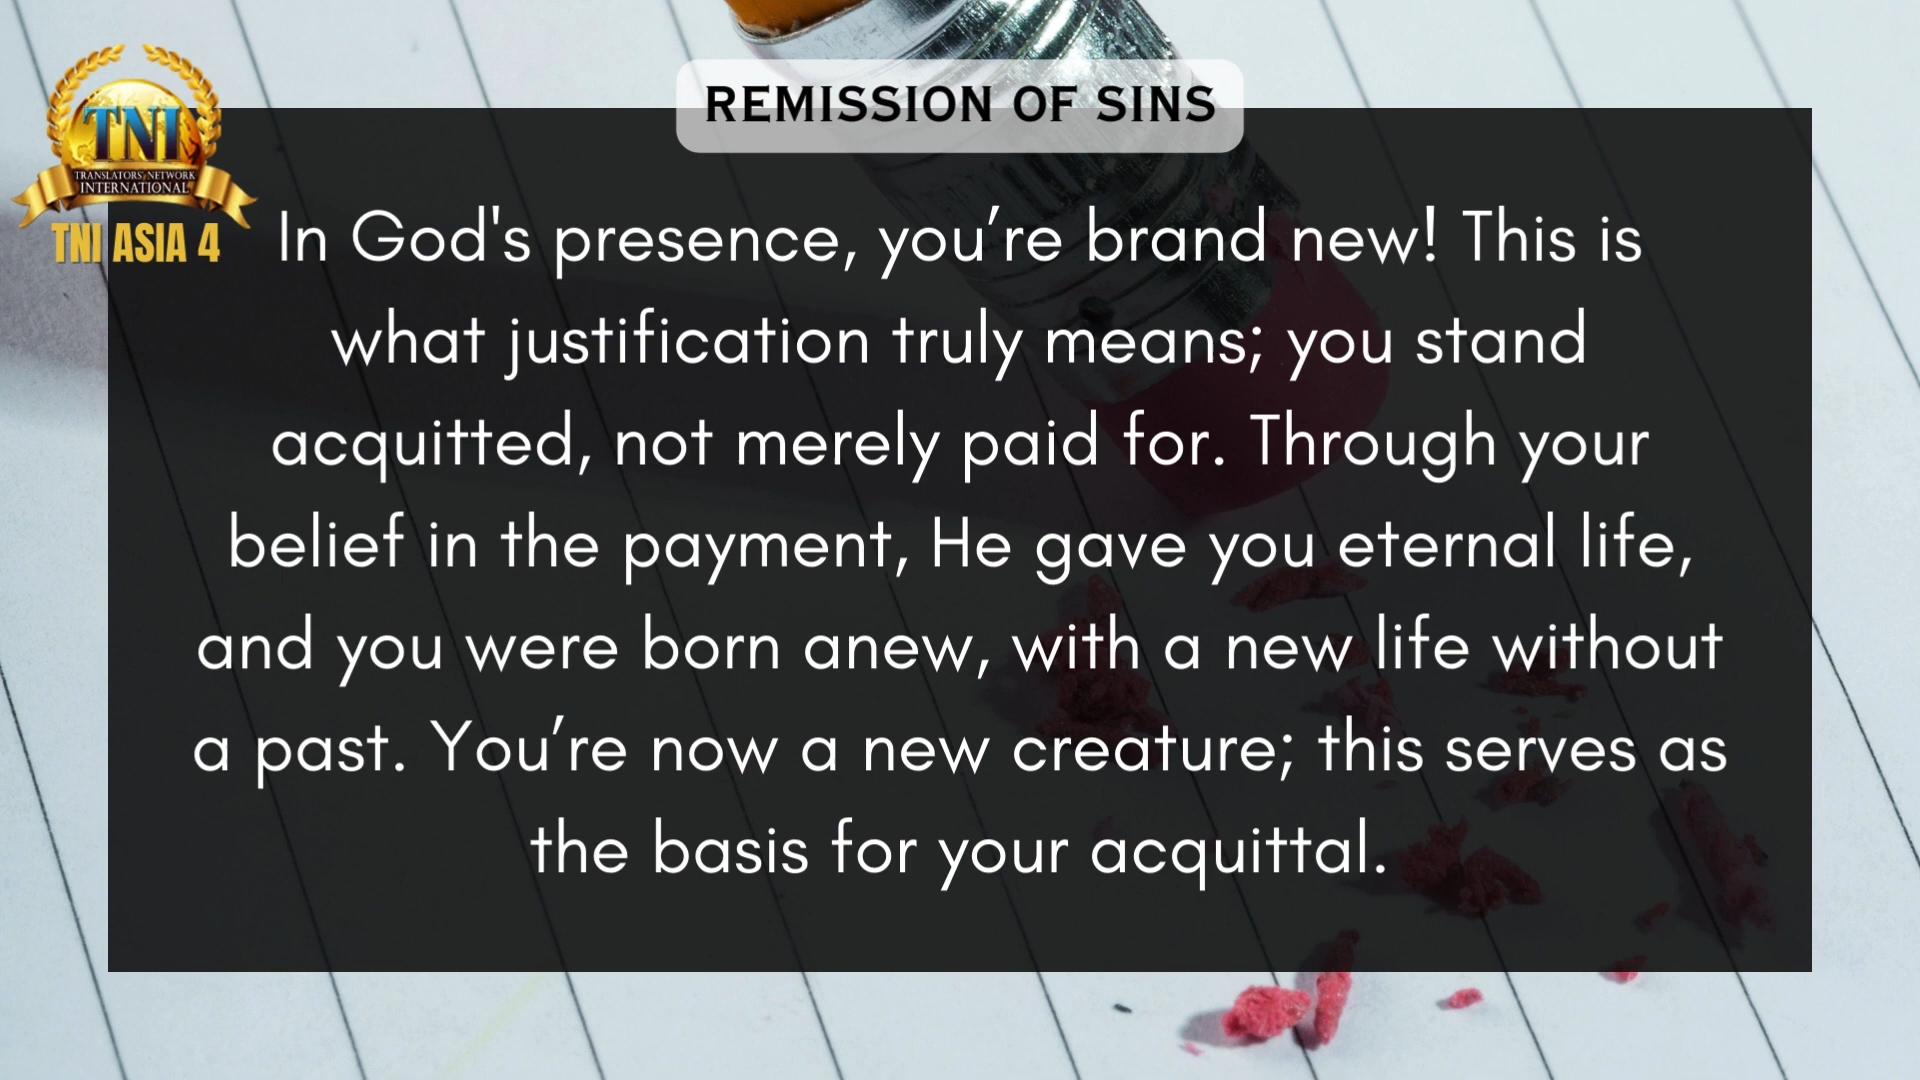 REMISSION OF SINS
TNI
TRANSLATORS' NETWORK
INTERNATIONAL
TNI ASIA 4
In God's presence, you’re brand new! This is
what justification truly means; you stand
acquitted, not merely paid for. Through your
belief in the payment, He gave you eternal life,
and you were born anew, with a new life without
a past. You’re now a new creature; this serves as
the basis for your acquittal.